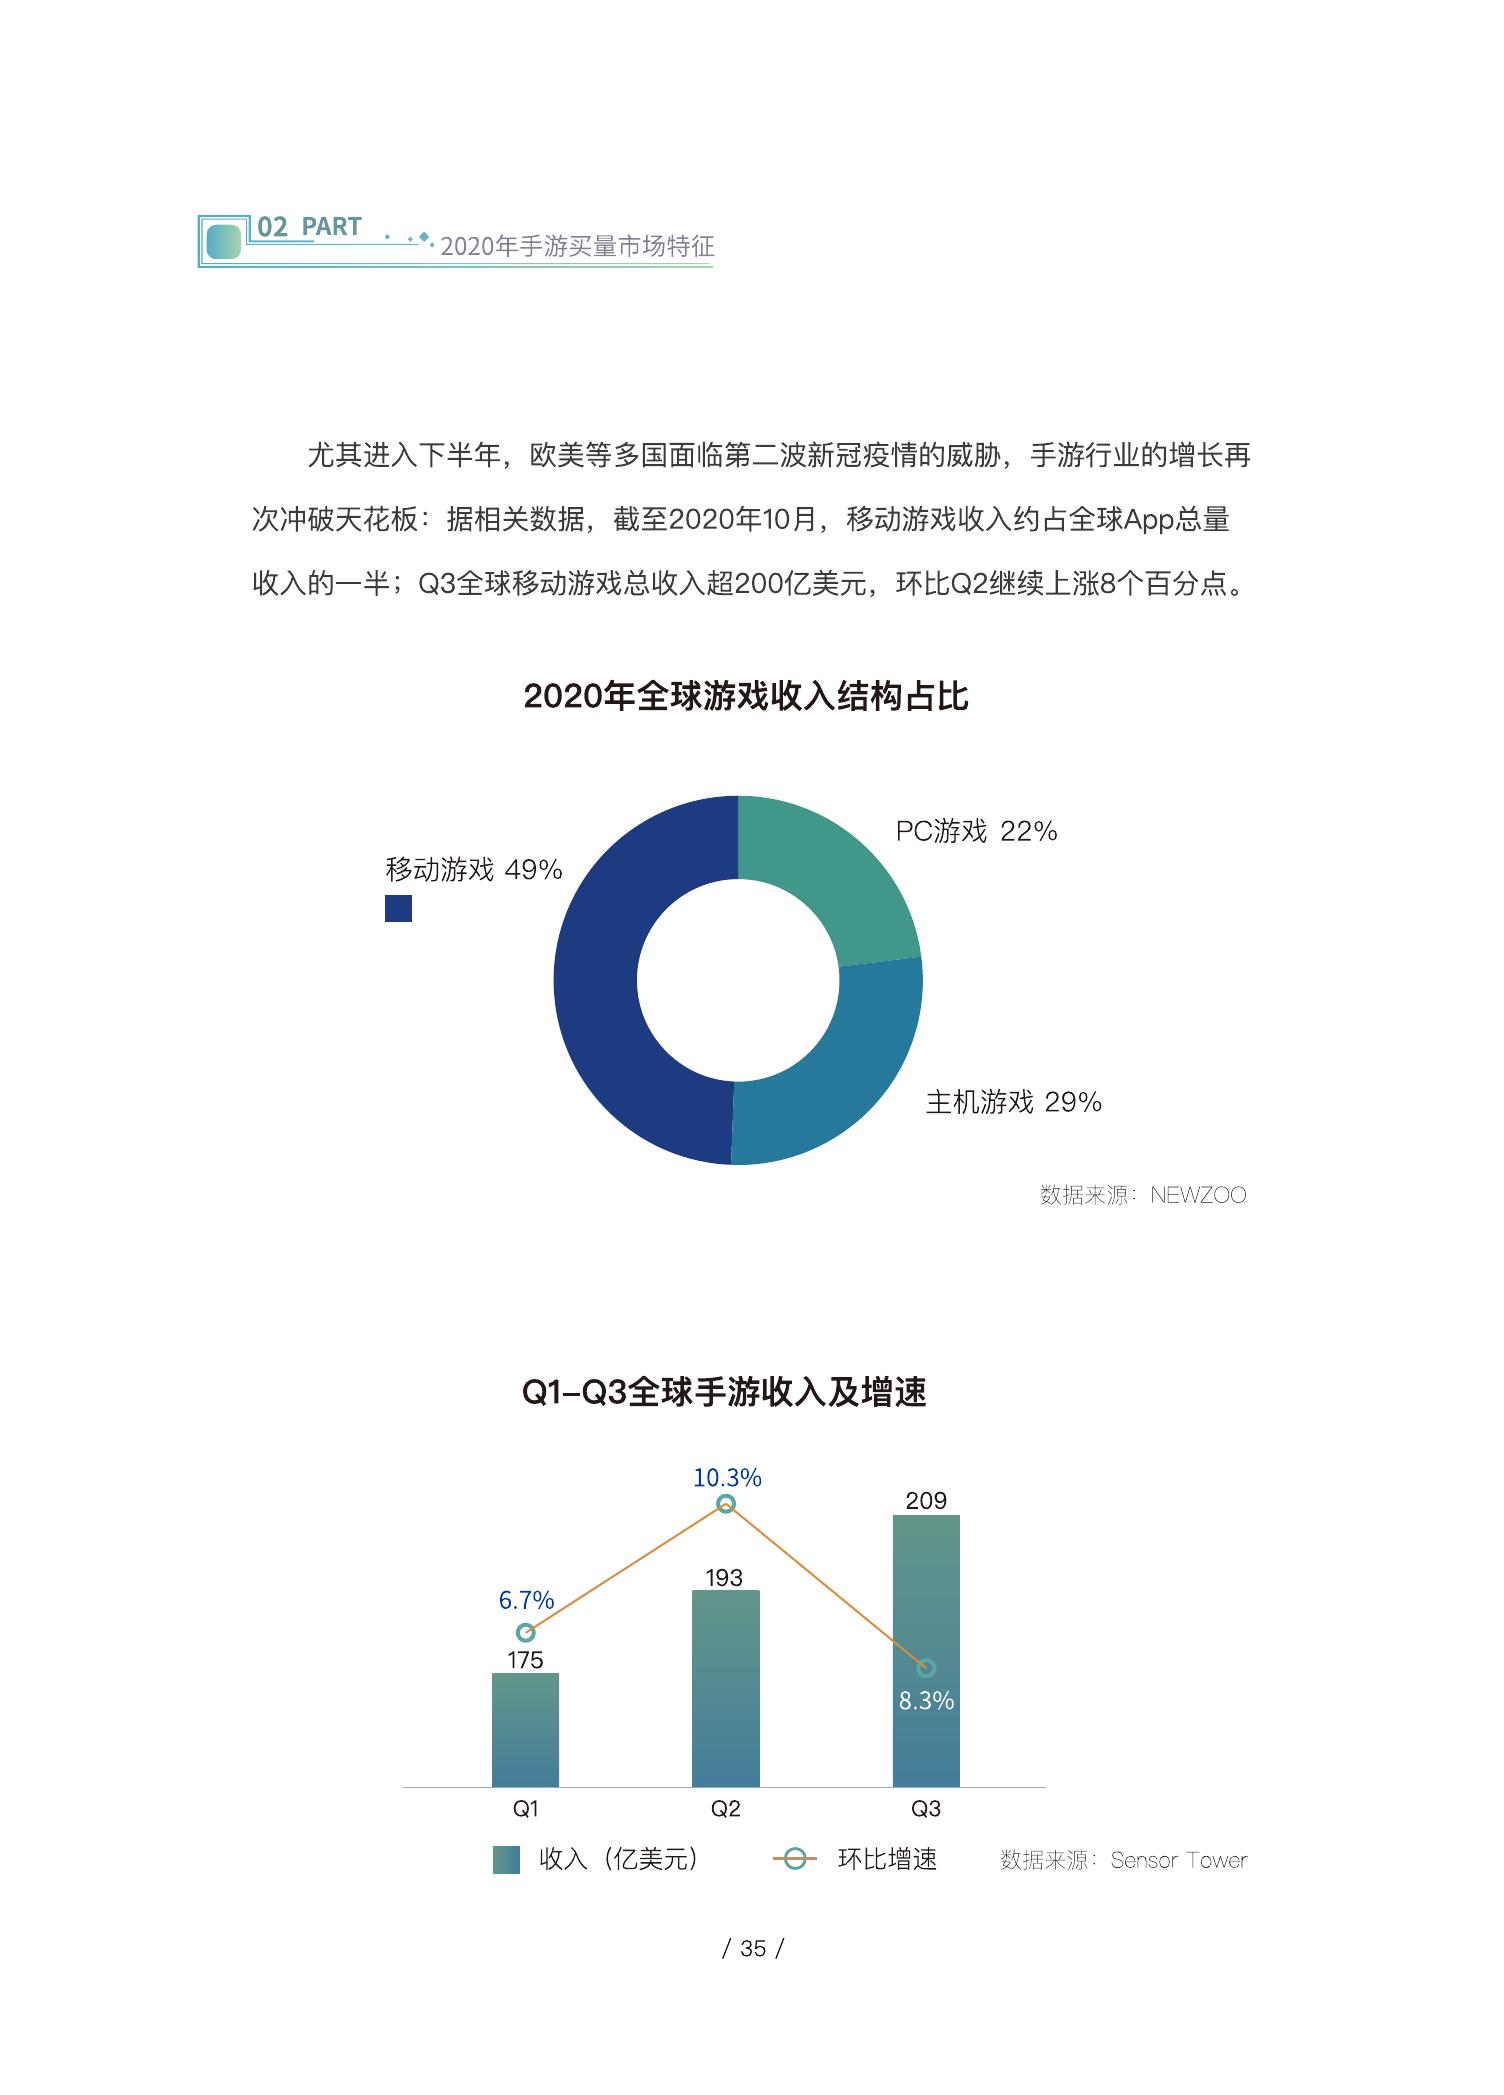 02 PART
2020年手游买量市场特征
尤其进入下半年，欧美等多国面临第二波新冠疫情的威胁，手游行业的增长再
次冲破天花板：据相关数据，截至2020年10月，移动游戏收入约占全球App总量
收入的一半；Q3全球移动游戏总收入超200亿美元，环比Q2继续上涨8个百分点。
2020年全球游戏收入结构占比
PC游戏 22%
移动游戏 49%
主机游戏 29%
数据来源：NEWZOO
Q1–Q3全球手游收入及增速
10.3%
209
193
6.7%
175
8.3%
Q1 Q2 Q3
收入（亿美元） 环比增速 数据来源：Sensor Tower
/ 35 /